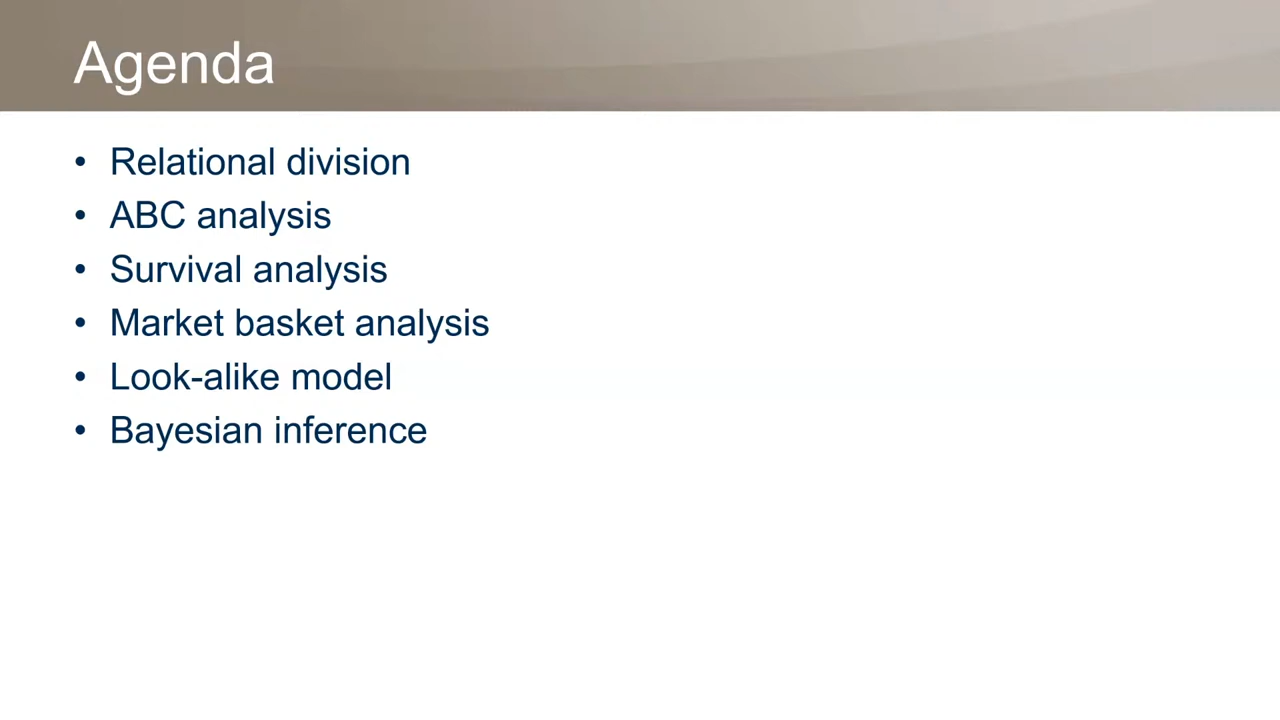 Agenda
• Relational division
• ABC analysis
• Survival analysis
• Market basket analysis
• Look-alike model
• Bayesian inference